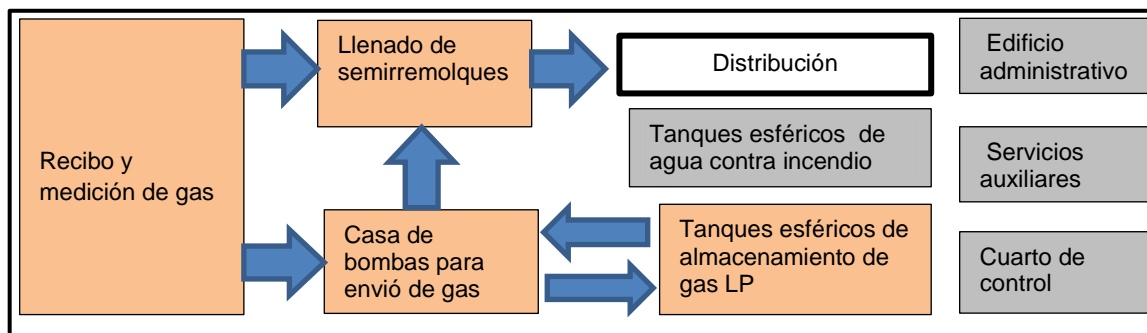 Recibo y
medición de gas
Llenado de
semirremolques
Distribución
Edificio
administrativo
Tanques esféricos de
agua contra incendio
Servicios
auxiliares
Casa de
bombas para
envió de gas
Tanques esféricos de
almacenamiento de
gas LP
Cuarto de
control